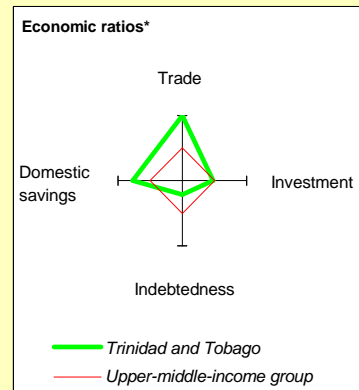 Economic ratios*
Trade
Domestic
savings
Investment
Indebtedness
Trinidad and Tobago
Upper-middle-income group